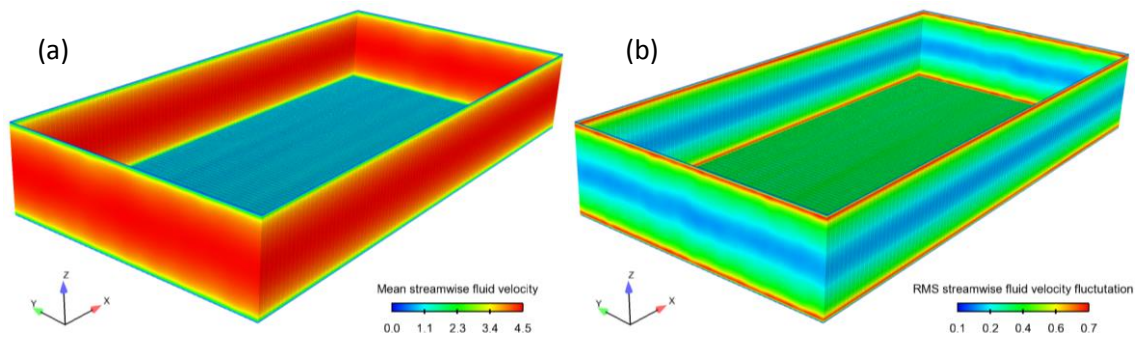 (a)
Z
Y
X
Mean streamwise fluid velocity
0.0 1.1 2.3 3.4 4.5
(b)
Z
Y
X
RMS streamwise fluid velocity fluctutation
0.1 0.2 0.4 0.6 0.7